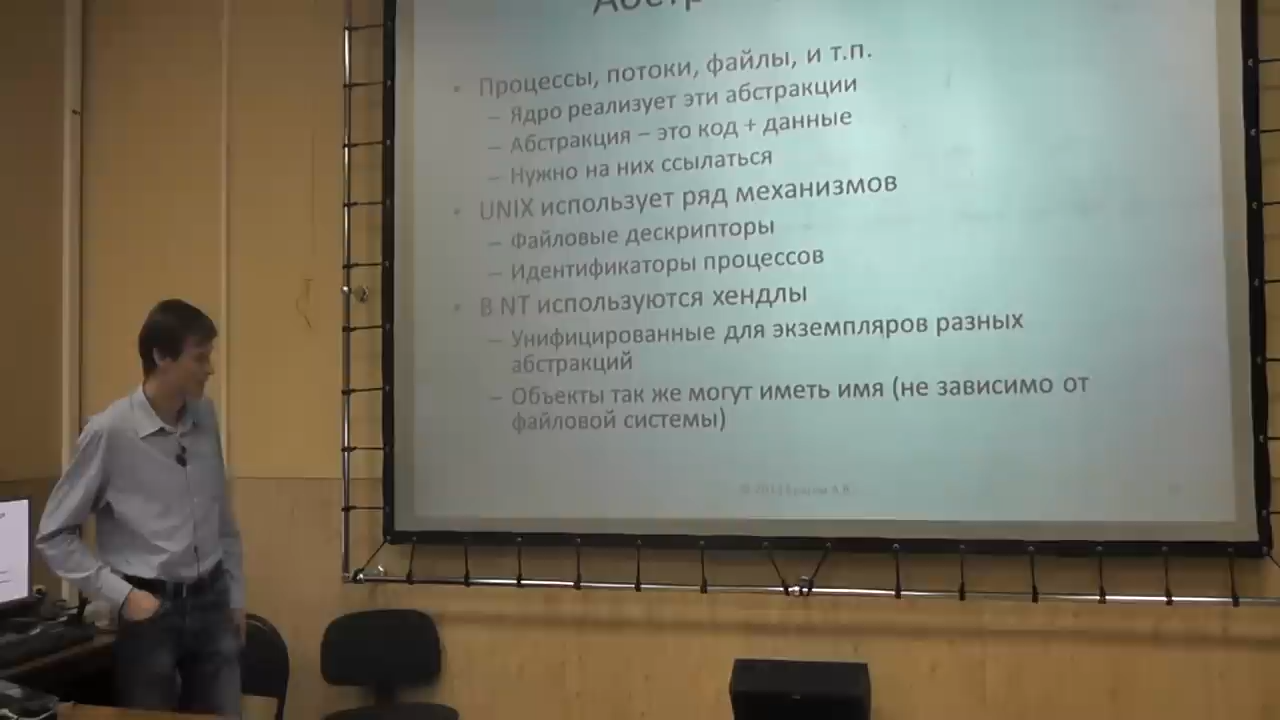 • Процессы, потоки, файлы, и т.п.
– Ядро реализует эти абстракции
– Абстракция – это код + данные
– Нужно на них ссылаться
• UNIX использует ряд механизмов
– Файловые дескрипторы
– Идентификаторы процессов
• В NT используются хендлы
– Унифицированные для экземпляров разных
абстракций
– Объекты так же могут иметь имя (не зависимо от
файловой системы)